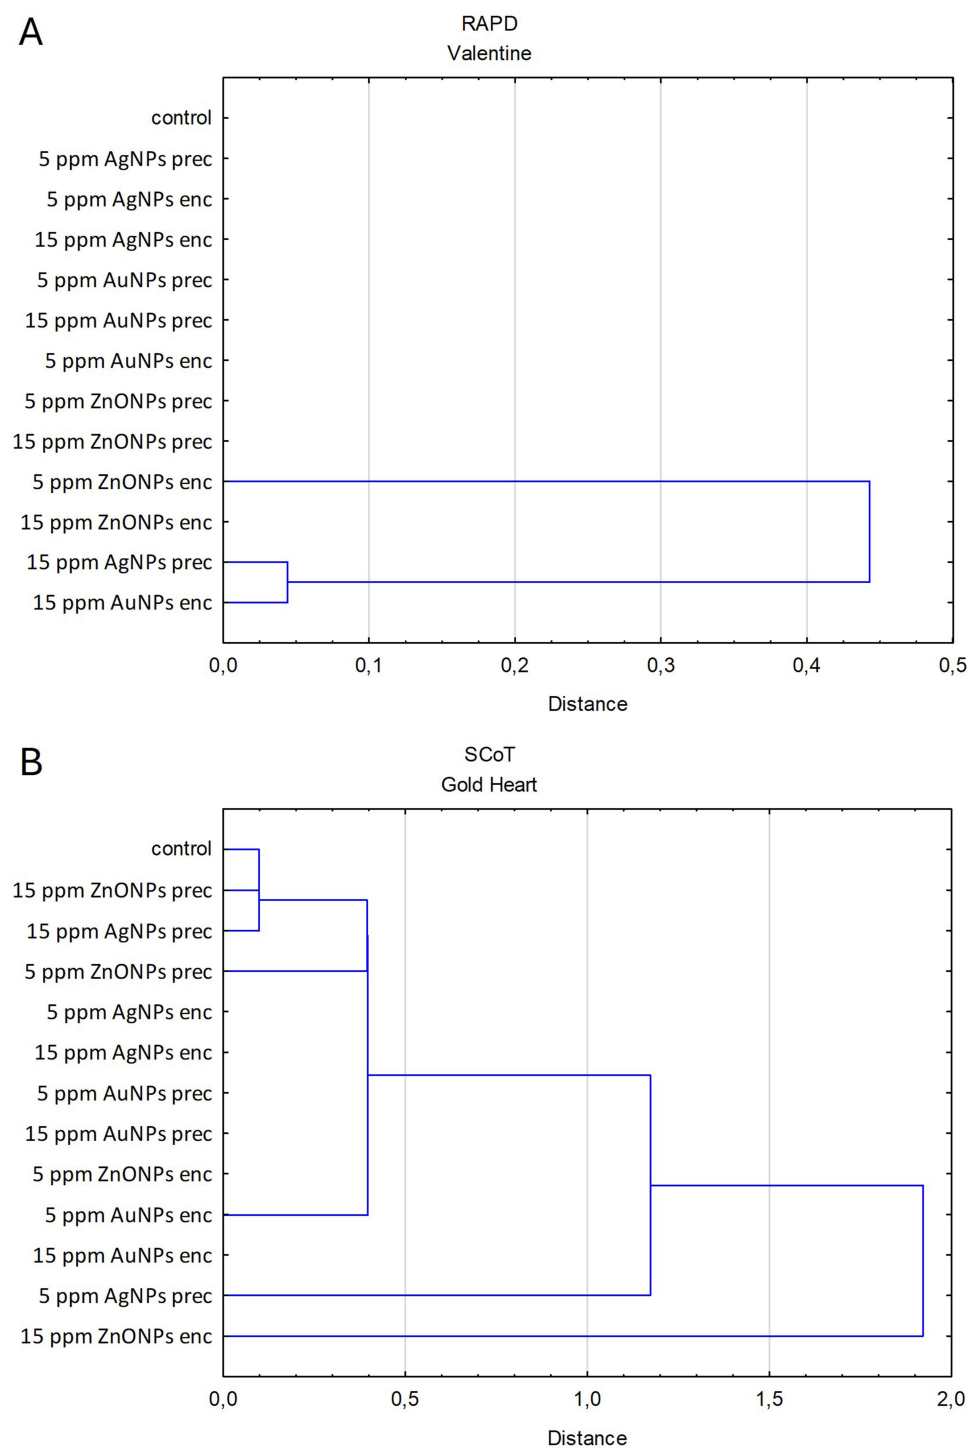 A
RAPD
Valentine
control
5 ppm AgNPs prec
5 ppm AgNPs enc
15 ppm AgNPs enc
5 ppm AuNPs prec
15 ppm AuNPs prec
5 ppm AuNPs enc
5 ppm ZnONPs prec
15 ppm ZnONPs prec
5 ppm ZnONPs enc
15 ppm ZnONPs enc
15 ppm AgNPs prec
15 ppm AuNPs enc
0,0 0,1 0,2 0,3 0,4 0,5
Distance
B
SCoT
Gold Heart
control
15 ppm ZnONPs prec
15 ppm AgNPs prec
5 ppm ZnONPs prec
5 ppm AgNPs enc
15 ppm AgNPs enc
5 ppm AuNPs prec
15 ppm AuNPs prec
5 ppm ZnONPs enc
5 ppm AuNPs enc
15 ppm AuNPs enc
5 ppm AgNPs prec
15 ppm ZnONPs enc
0,0 0,5 1,0 1,5 2,0
Distance